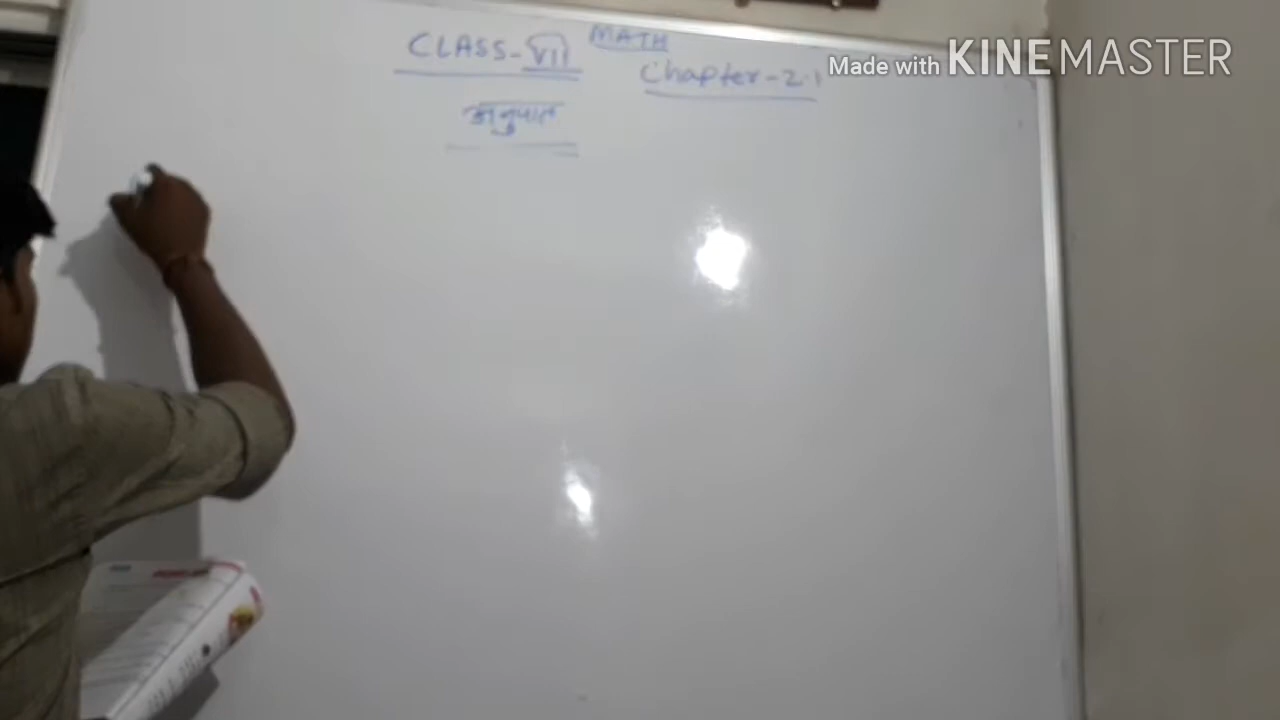 CLASS-VII MATH
Chapter-2.1
अनुपात
Made with KINEMASTER